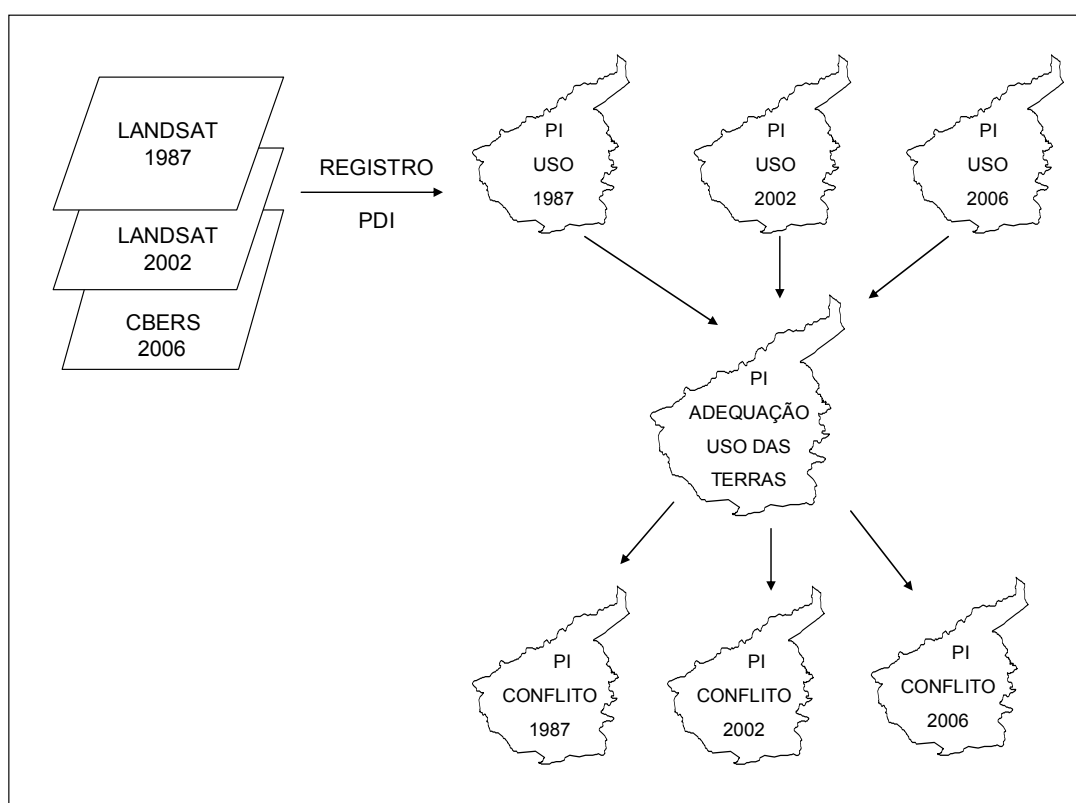 LANDSAT
1987
LANDSAT
2002
CBERS
2006
REGISTRO
PDI
PI
USO
1987
PI
USO
2002
PI
USO
2006
PI
ADEQUAÇÃO
USO DAS
TERRAS
PI
CONFLITO
1987
PI
CONFLITO
2002
PI
CONFLITO
2006